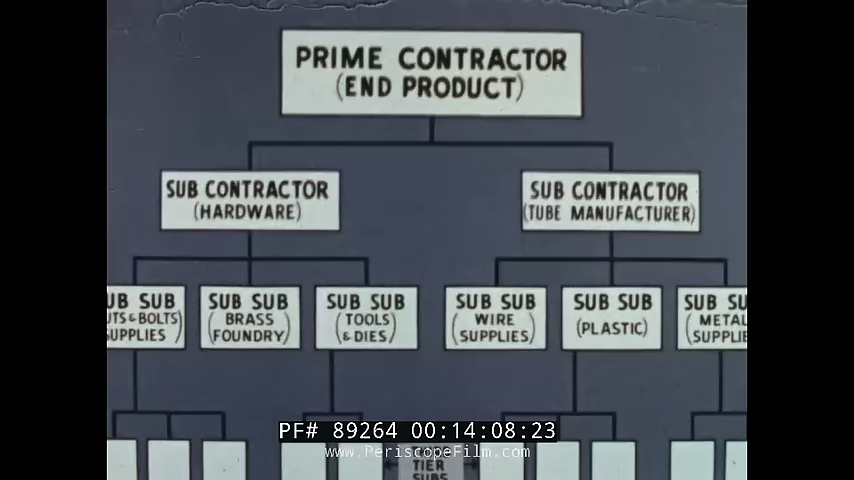 PRIME CONTRACTOR
(END PRODUCT)
SUB CONTRACTOR
(HARDWARE)
SUB CONTRACTOR
(TUBE MANUFACTURER)
UB SUB
UTS & BOLTS)
UPPLIES
SUB SUB
(BRASS
FOUNDRY)
SUB SUB
(TOOLS
& DIES)
SUB SUB
(WIRE
SUPPLIES)
SUB SUB
(PLASTIC)
SUB SU
(METAL
SUPPLIE
PF# 89264 00:14:08:23
www.PeriscopeFilm.com
TIER
SUBS